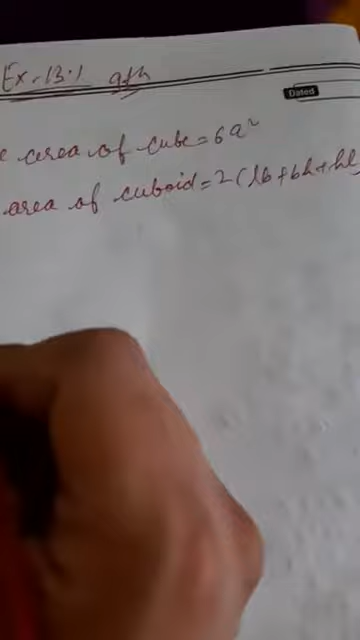 Ex-13.1 9th
Dated
area of cube = 6a²
area of cuboid = 2(lb+bh+hl